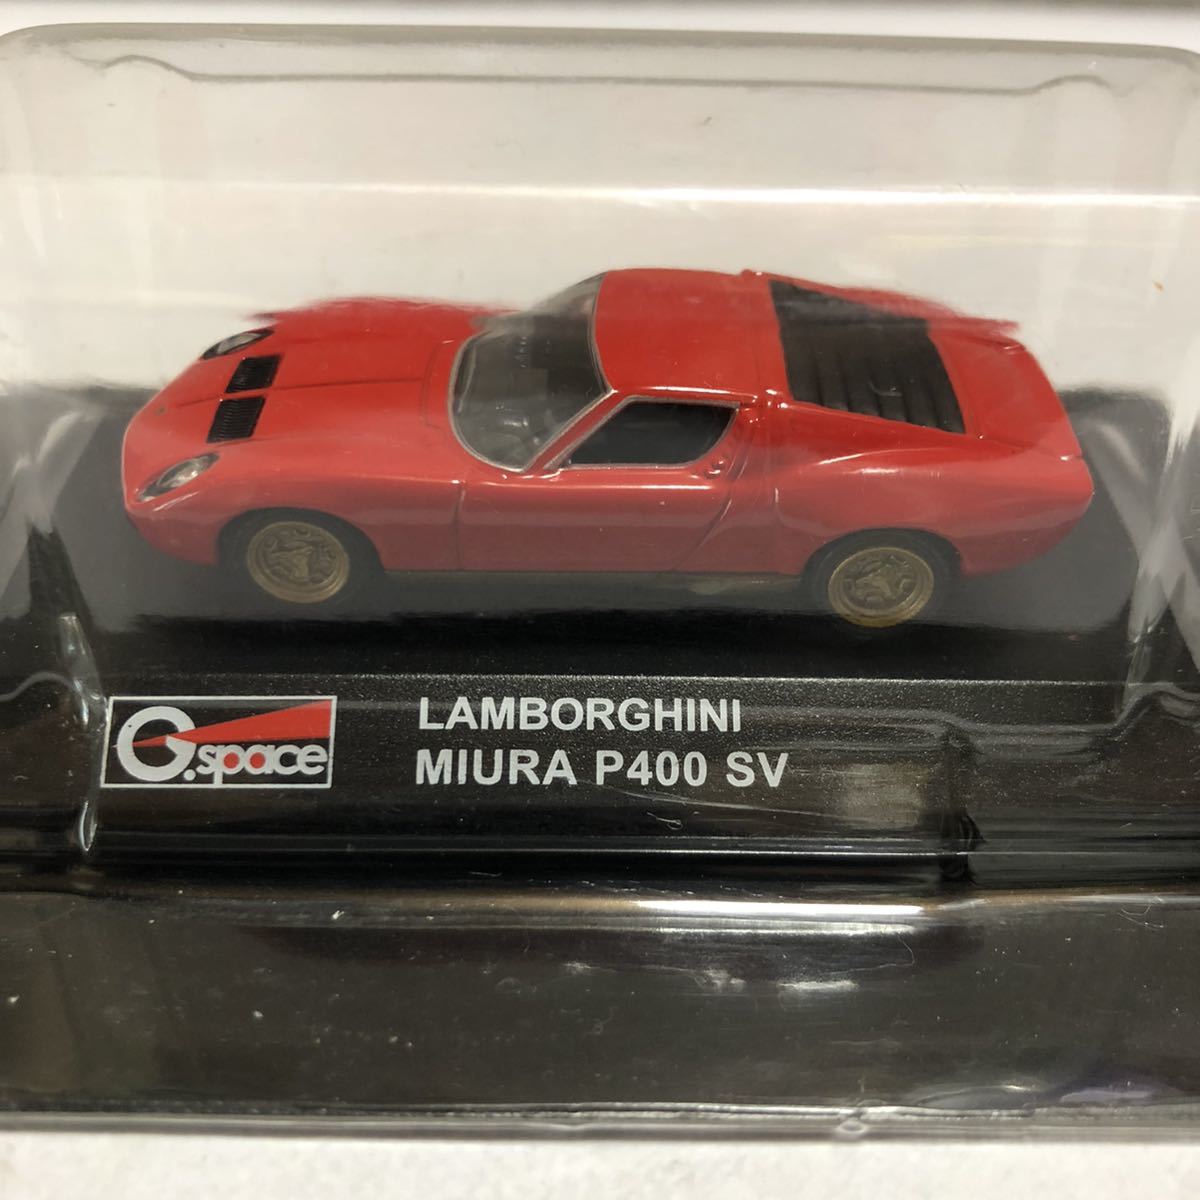 G.space
LAMBORGHINI
MIURA P400 SV